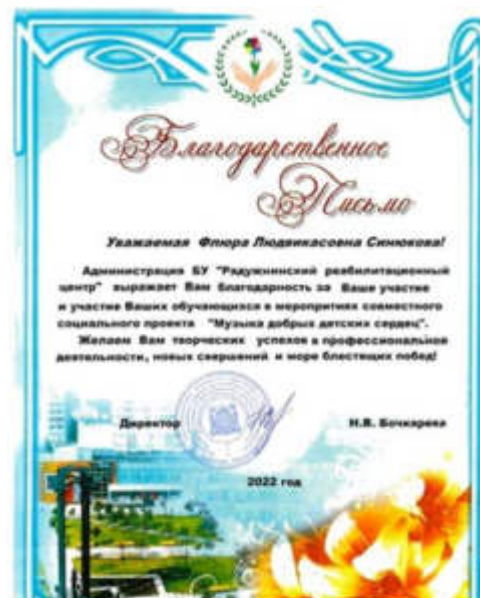 Благодарственное
Письмо
Уважаемая Флюра Людвикасовна Синюкова!
Администрация БУ "Радужнинский реабилитационный
центр" выражает Вам благодарность за Ваше участие
и участие Ваших обучающихся в мероприятиях совместного
социального проекта "Музыка добрых детских сердец".
Желаем Вам творческих успехов в профессиональной
деятельности, новых свершений и море блестящих побед!
Директор Н.В. Бочкарева
2022 год